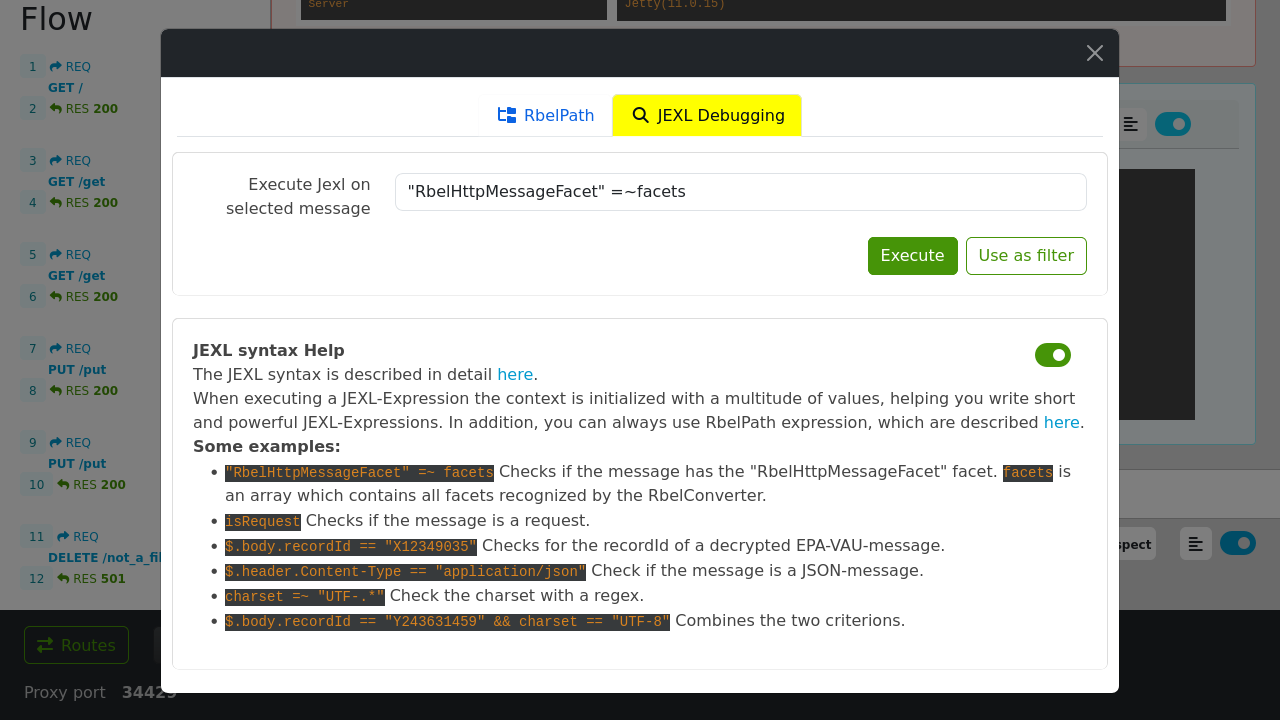 Flow
Server
Jetty(11.0.15)
1 REQ
GET /
2 RES 200
3 REQ
GET /get
4 RES 200
5 REQ
GET /get
6 RES 200
7 REQ
PUT /put
8 RES 200
9 REQ
PUT /put
10 RES 200
11 REQ
DELETE /not_a_fil
12 RES 501
RbelPath
JEXL Debugging
Execute Jexl on
selected message
"RbelHttpMessageFacet" =~facets
Execute
Use as filter
JEXL syntax Help
The JEXL syntax is described in detail here.
When executing a JEXL-Expression the context is initialized with a multitude of values, helping you write short
and powerful JEXL-Expressions. In addition, you can always use RbelPath expression, which are described here.
Some examples:
• "RbelHttpMessageFacet" =~ facets Checks if the message has the "RbelHttpMessageFacet" facet. facets is
an array which contains all facets recognized by the RbelConverter.
• isRequest Checks if the message is a request.
• $.body.recordId == "X12349035" Checks for the recordId of a decrypted EPA-VAU-message.
• $.header.Content-Type == "application/json" Check if the message is a JSON-message.
• charset =~ "UTF-.*" Check the charset with a regex.
• $.body.recordId == "Y243631459" && charset == "UTF-8" Combines the two criterions.
spect
Routes
Proxy port 34429